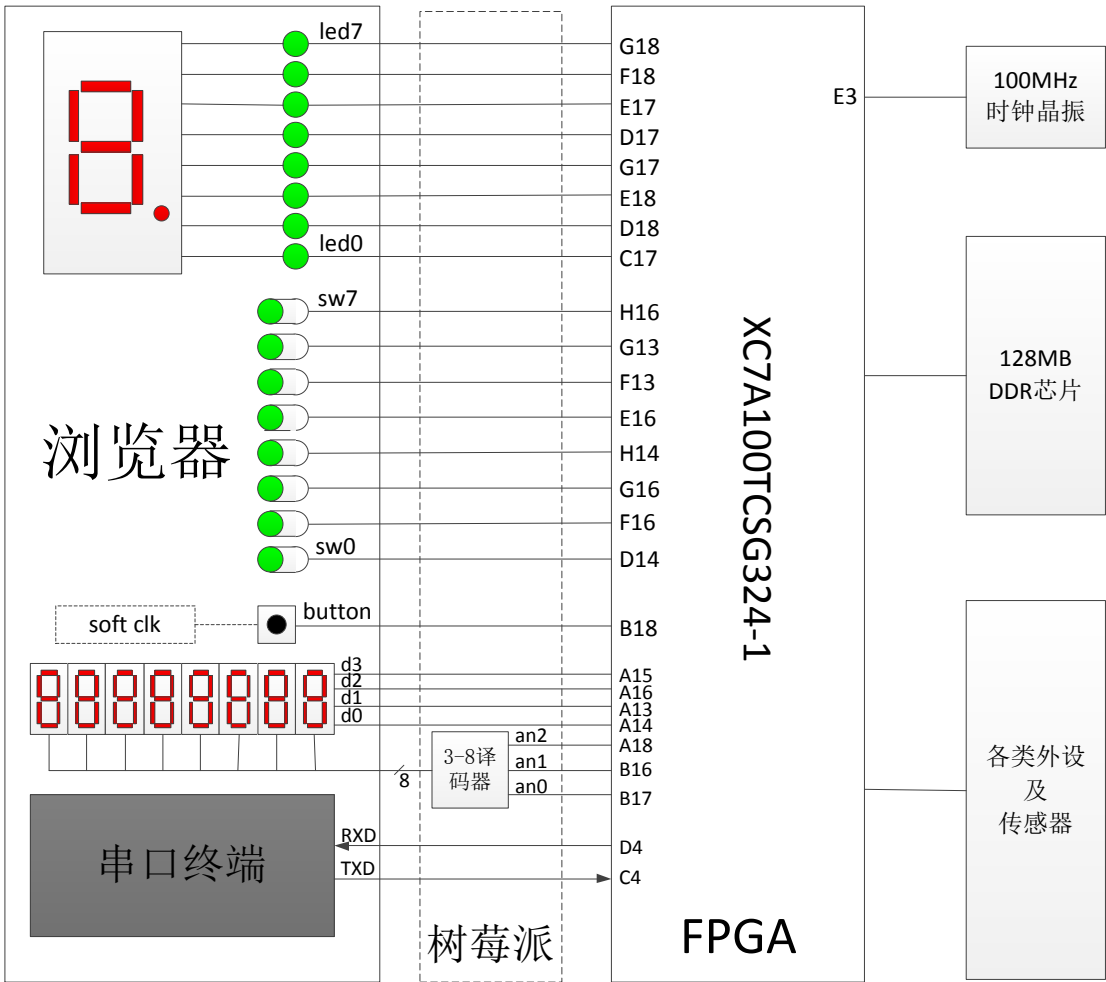 led7
led0
sw7
浏览器
sw0
soft clk
button
d3
d2
d1
d0
8
3-8译
码器
an2
an1
an0
串口终端
RXD
TXD
树莓派
G18
F18
E17
D17
G17
E18
D18
C17
H16
G13
F13
E16
H14
G16
F16
D14
B18
A15
A16
A13
A14
A18
B16
B17
D4
C4
E3
XC7A100TCSG324-1
FPGA
100MHz
时钟晶振
128MB
DDR芯片
各类外设
及
传感器